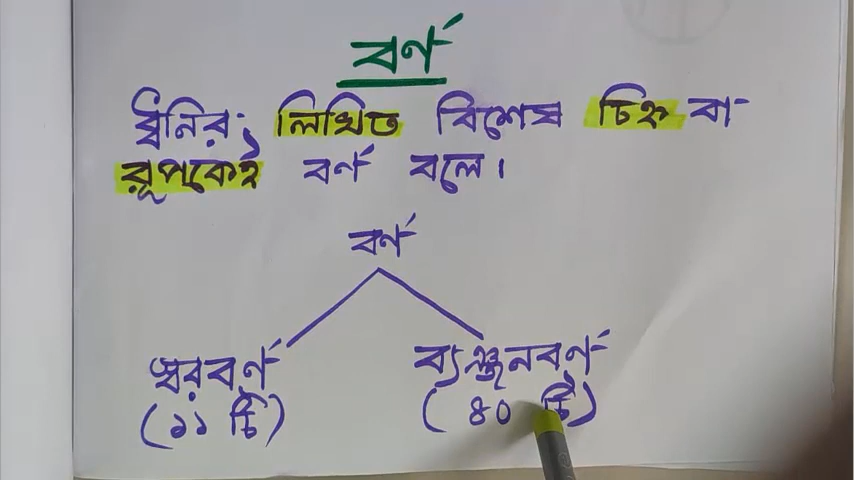 বর্ণ
ধ্বনির লিখিত বিশেষ চিহ্ন বা
রূপকেই বর্ণ বলে।
বর্ণ
স্বরবর্ণ ব্যঞ্জনবর্ণ
(১১ টি) (৪০ টি)